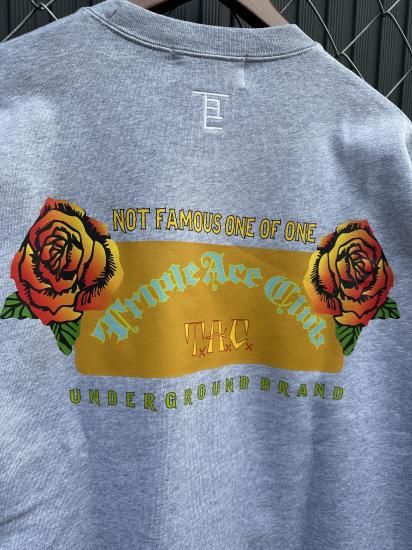 NOT FAMOUS ONE OF ONE
Triple Ace Club
T.A.C.
UNDERGROUND BRAND